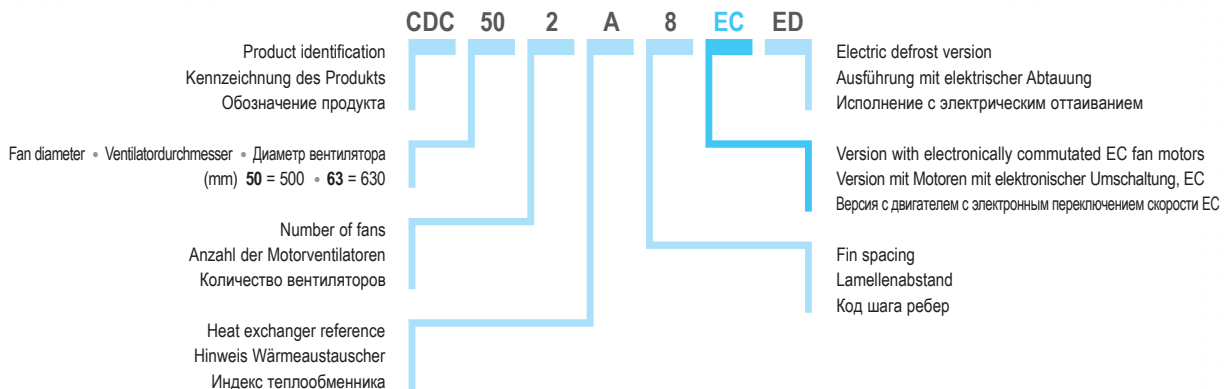 CDC 50 2 A 8 EC ED
Product identification
Kennzeichnung des Produkts
Обозначение продукта
Fan diameter • Ventilatordurchmesser • Диаметр вентилятора
(mm) 50 = 500 • 63 = 630
Number of fans
Anzahl der Motorventilatoren
Количество вентиляторов
Heat exchanger reference
Hinweis Wärmeaustauscher
Индекс теплообменника
Electric defrost version
Ausführung mit elektrischer Abtauung
Исполнение с электрическим оттаиванием
Version with electronically commutated EC fan motors
Version mit Motoren mit elektronischer Umschaltung, EC
Версия с двигателем с электронным переключением скорости EC
Fin spacing
Lamellenabstand
Код шага ребер